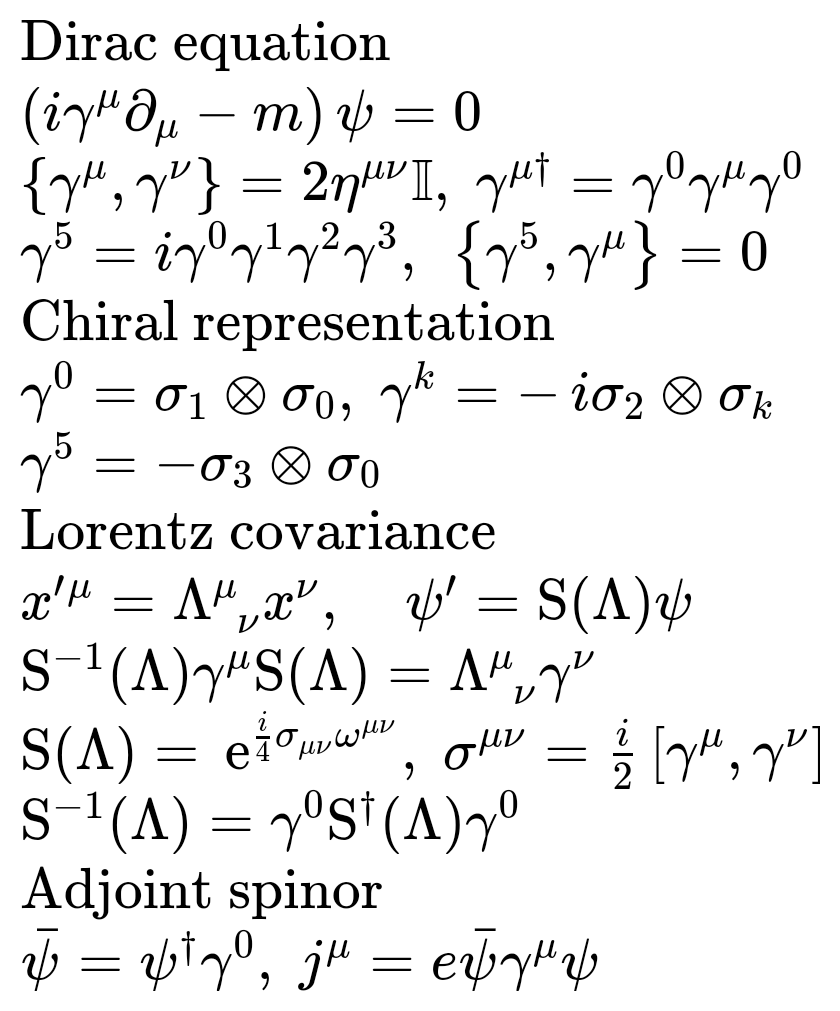 Dirac equation
(iγ^μ ∂_μ − m) ψ = 0
{γ^μ, γ^ν} = 2η^{μν}𝕀, γ^{μ†} = γ^0γ^μγ^0
γ^5 = iγ^0γ^1γ^2γ^3, {γ^5, γ^μ} = 0
Chiral representation
γ^0 = σ_1 ⊗ σ_0, γ^k = − iσ_2 ⊗ σ_k
γ^5 = −σ_3 ⊗ σ_0
Lorentz covariance
x′^μ = Λ^μ_ν x^ν, ψ′ = S(Λ)ψ
S^{−1}(Λ)γ^μS(Λ) = Λ^μ_ν γ^ν
S(Λ) = e^{\frac{i}{4}σ_{μν}ω^{μν}}, σ^{μν} = \frac{i}{2} [γ^μ, γ^ν]
S^{−1}(Λ) = γ^0S^†(Λ)γ^0
Adjoint spinor
ψ̄ = ψ^†γ^0, j^μ = eψ̄γ^μψ